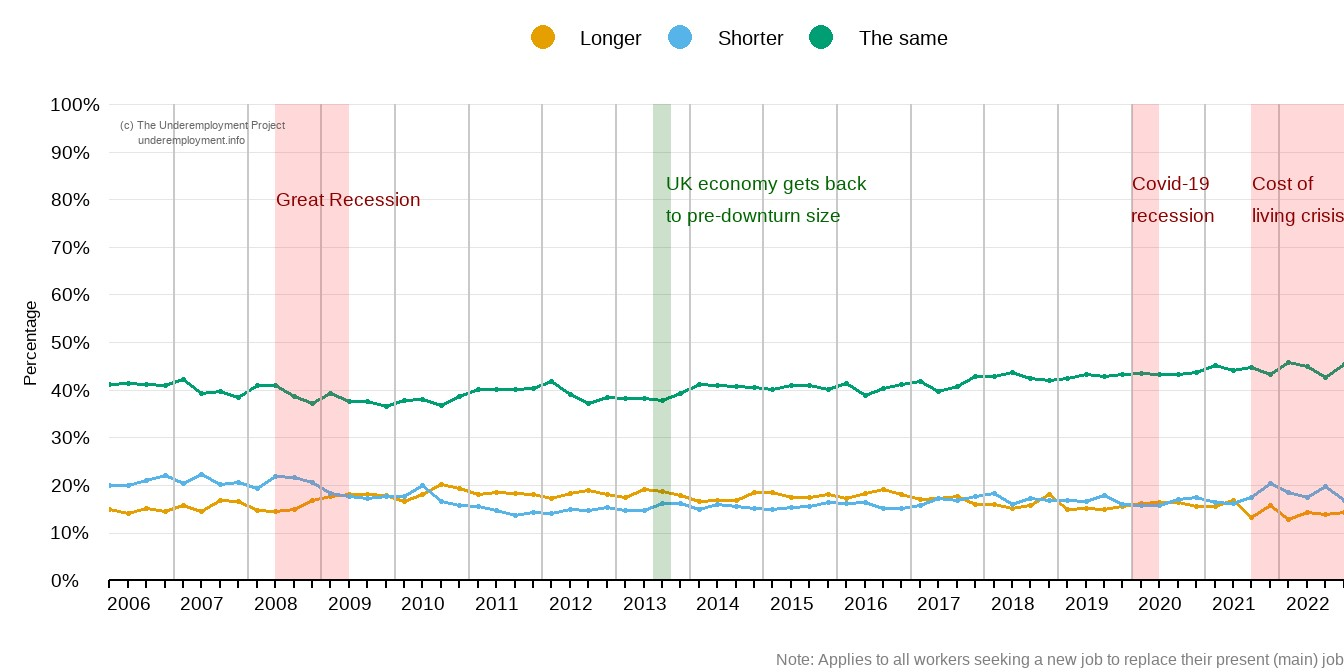 Longer Shorter The same
100%
(c) The Underemployment Project
underemployment.info
90%
80%
70%
60%
50%
40%
30%
20%
10%
0%
Percentage
Great Recession
UK economy gets back
to pre-downturn size
Covid-19
recession
Cost of
living crisis
2006 2007 2008 2009 2010 2011 2012 2013 2014 2015 2016 2017 2018 2019 2020 2021 2022
Note: Applies to all workers seeking a new job to replace their present (main) job